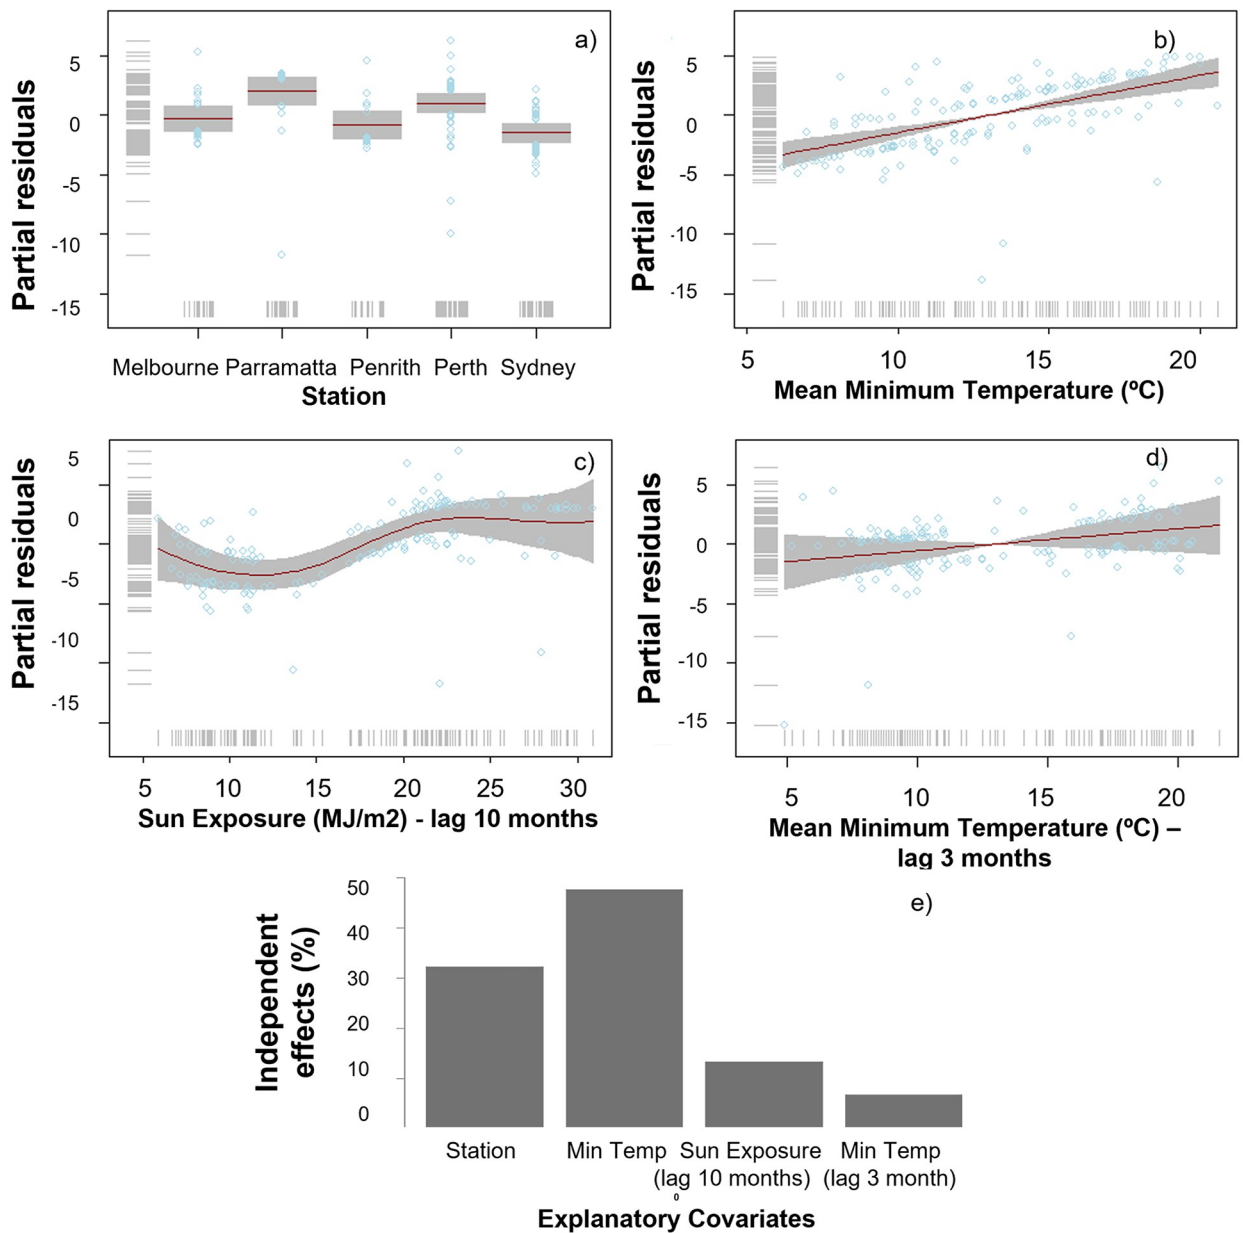 a)
5
0
-5
-10
-15
Partial residuals
Melbourne Parramatta Penrith Perth Sydney
Station
b)
5
0
-5
-10
-15
Partial residuals
5 10 15 20
Mean Minimum Temperature (ºC)
c)
5
0
-5
-10
-15
Partial residuals
5 10 15 20 25 30
Sun Exposure (MJ/m2) - lag 10 months
d)
5
0
-5
-10
-15
Partial residuals
5 10 15 20
Mean Minimum Temperature (ºC) –
lag 3 months
e)
50
40
30
20
10
0
Independent
effects (%)
Station Min Temp Sun Exposure Min Temp
(lag 10 months) (lag 3 month)
0
Explanatory Covariates